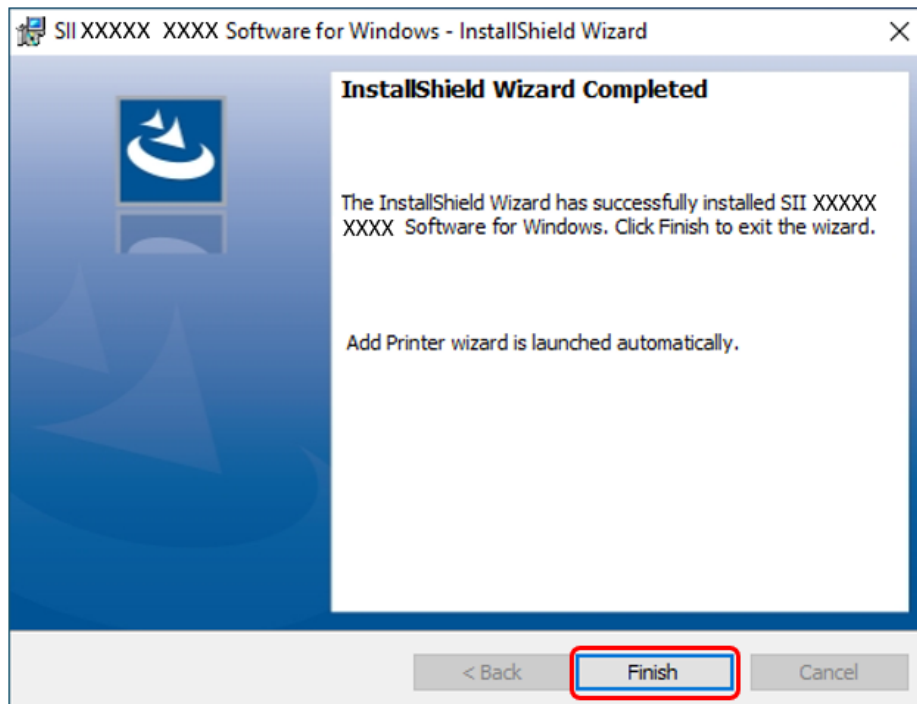 SII XXXXX XXXX Software for Windows - InstallShield Wizard
InstallShield Wizard Completed
The InstallShield Wizard has successfully installed SII XXXXX
XXXX Software for Windows. Click Finish to exit the wizard.
Add Printer wizard is launched automatically.
< Back Finish Cancel